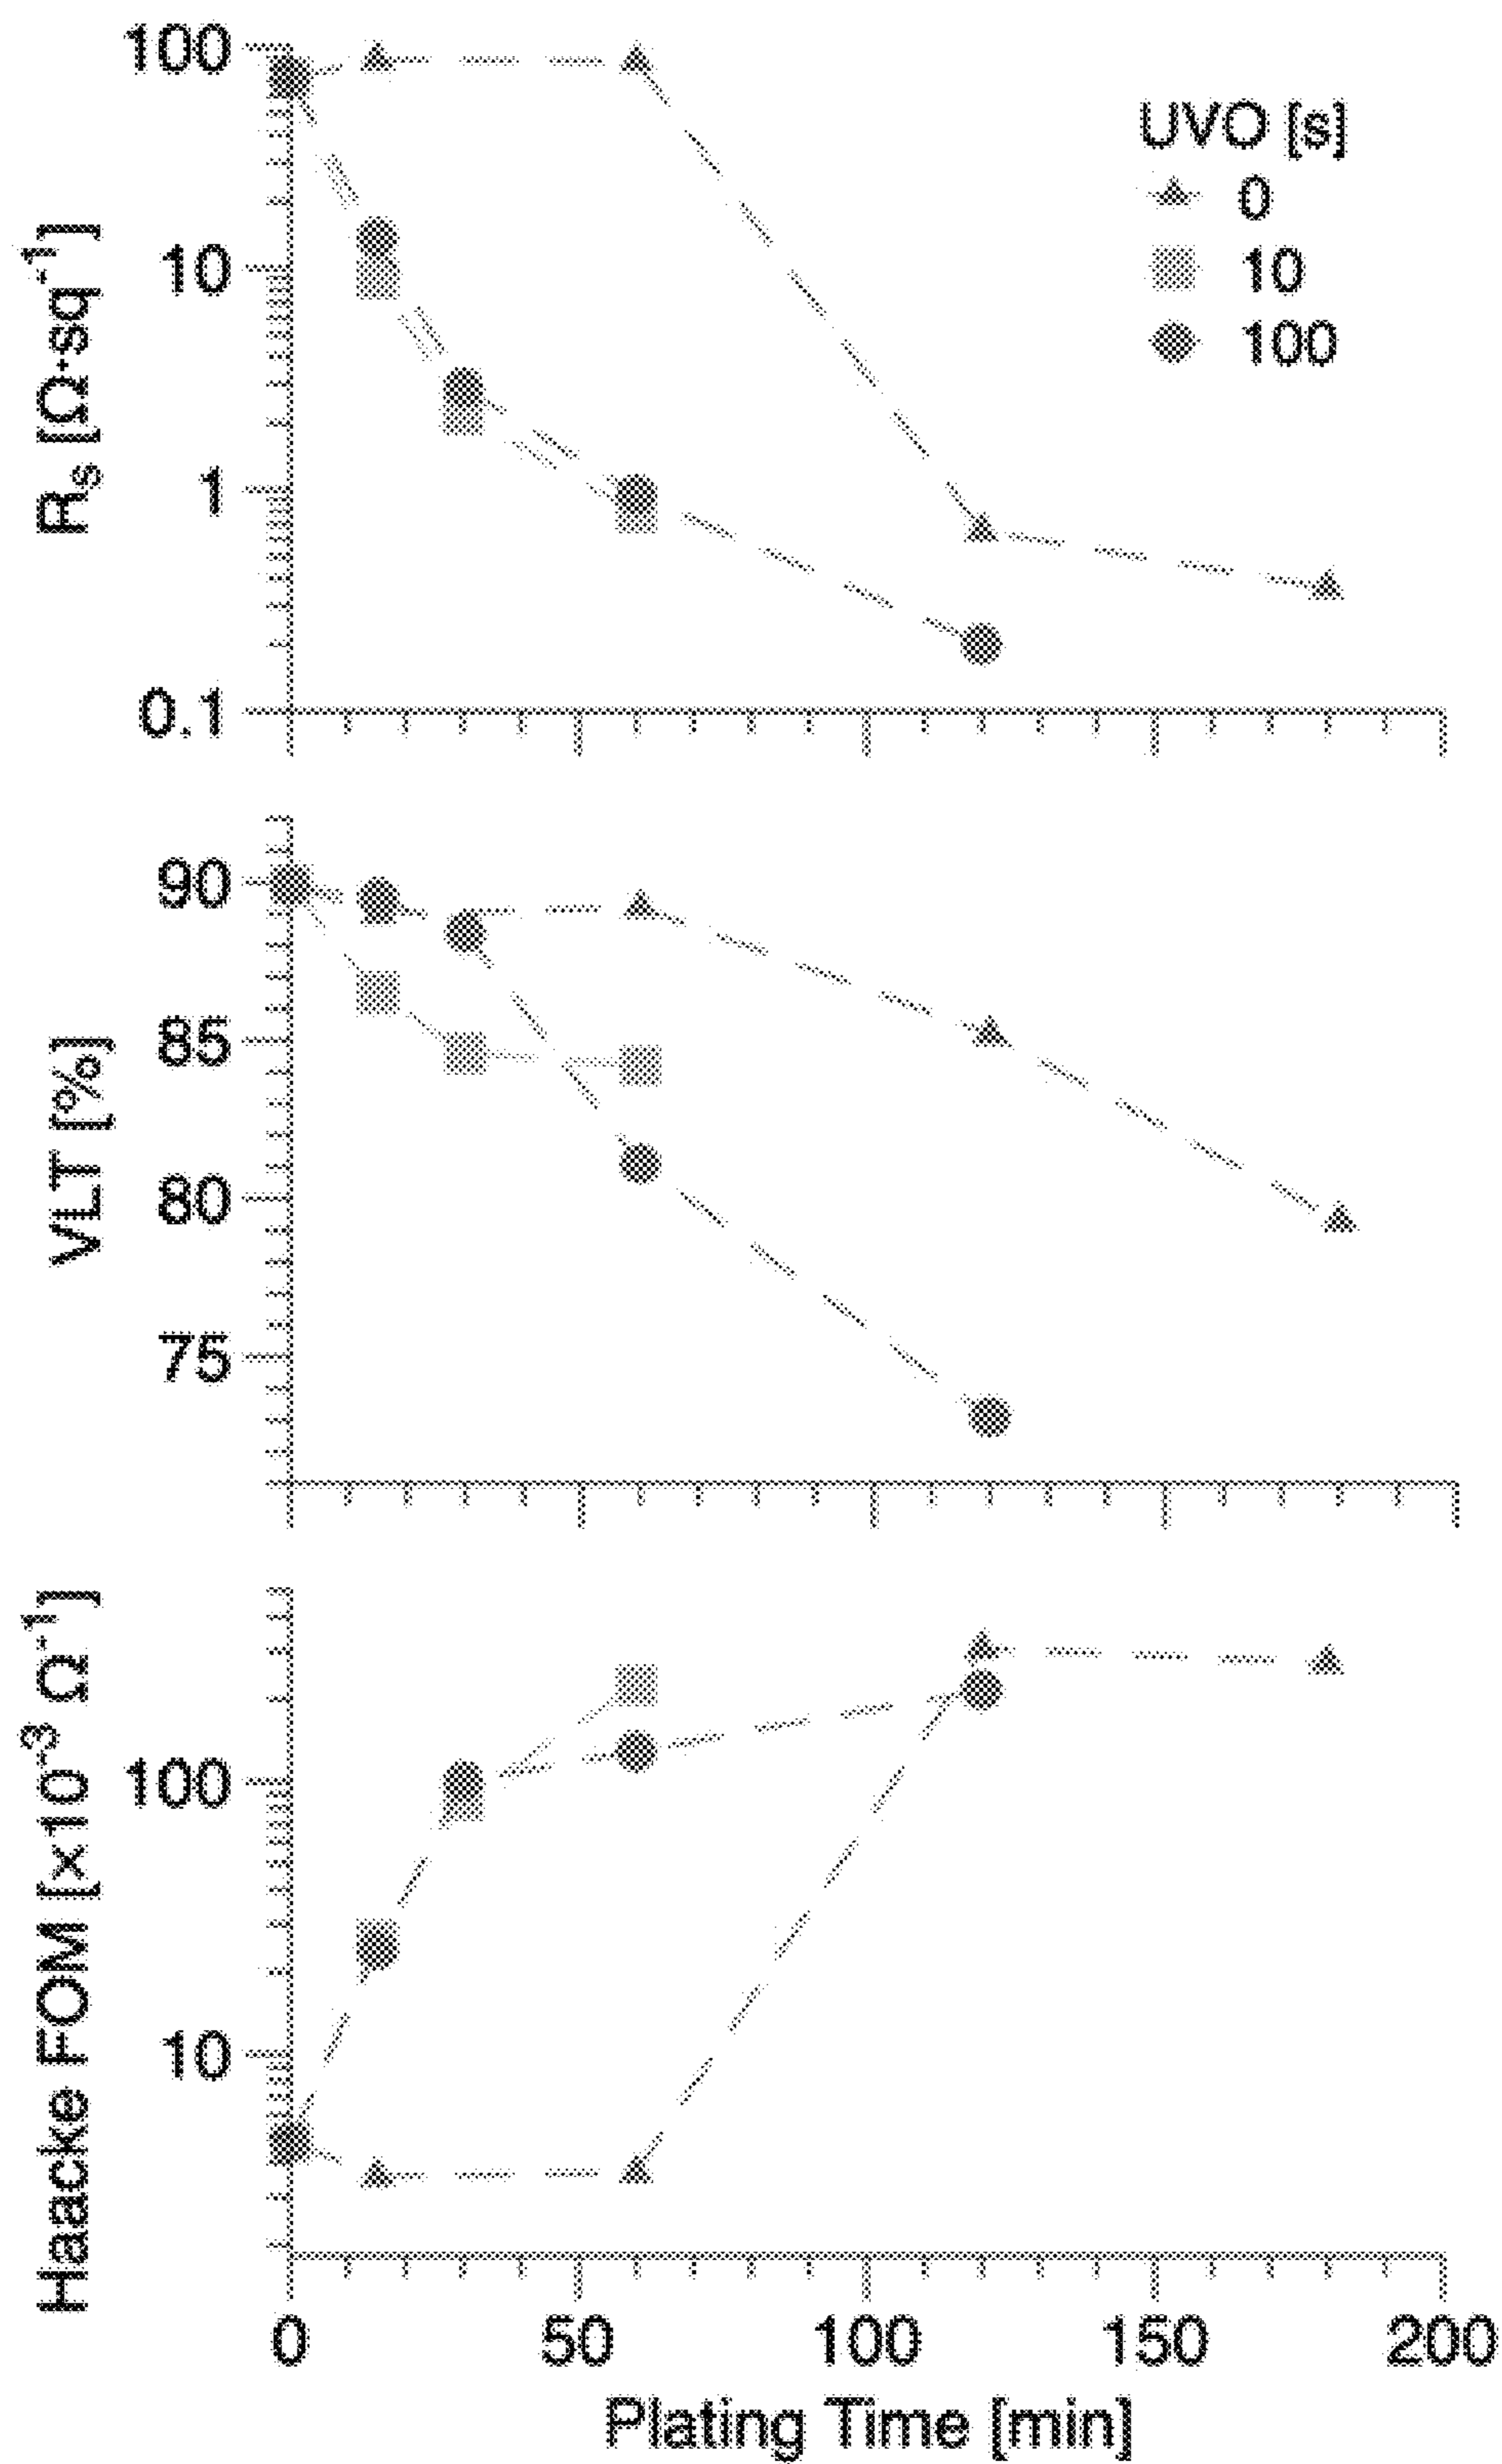 100
10
1
0.1
Rs [Ω·sq⁻¹]
UVO [s]
0
10
100
90
85
80
75
VLT [%]
100
10
Haacke FOM [×10⁻³ Ω⁻¹]
0 50 100 150 200
Plating Time [min]